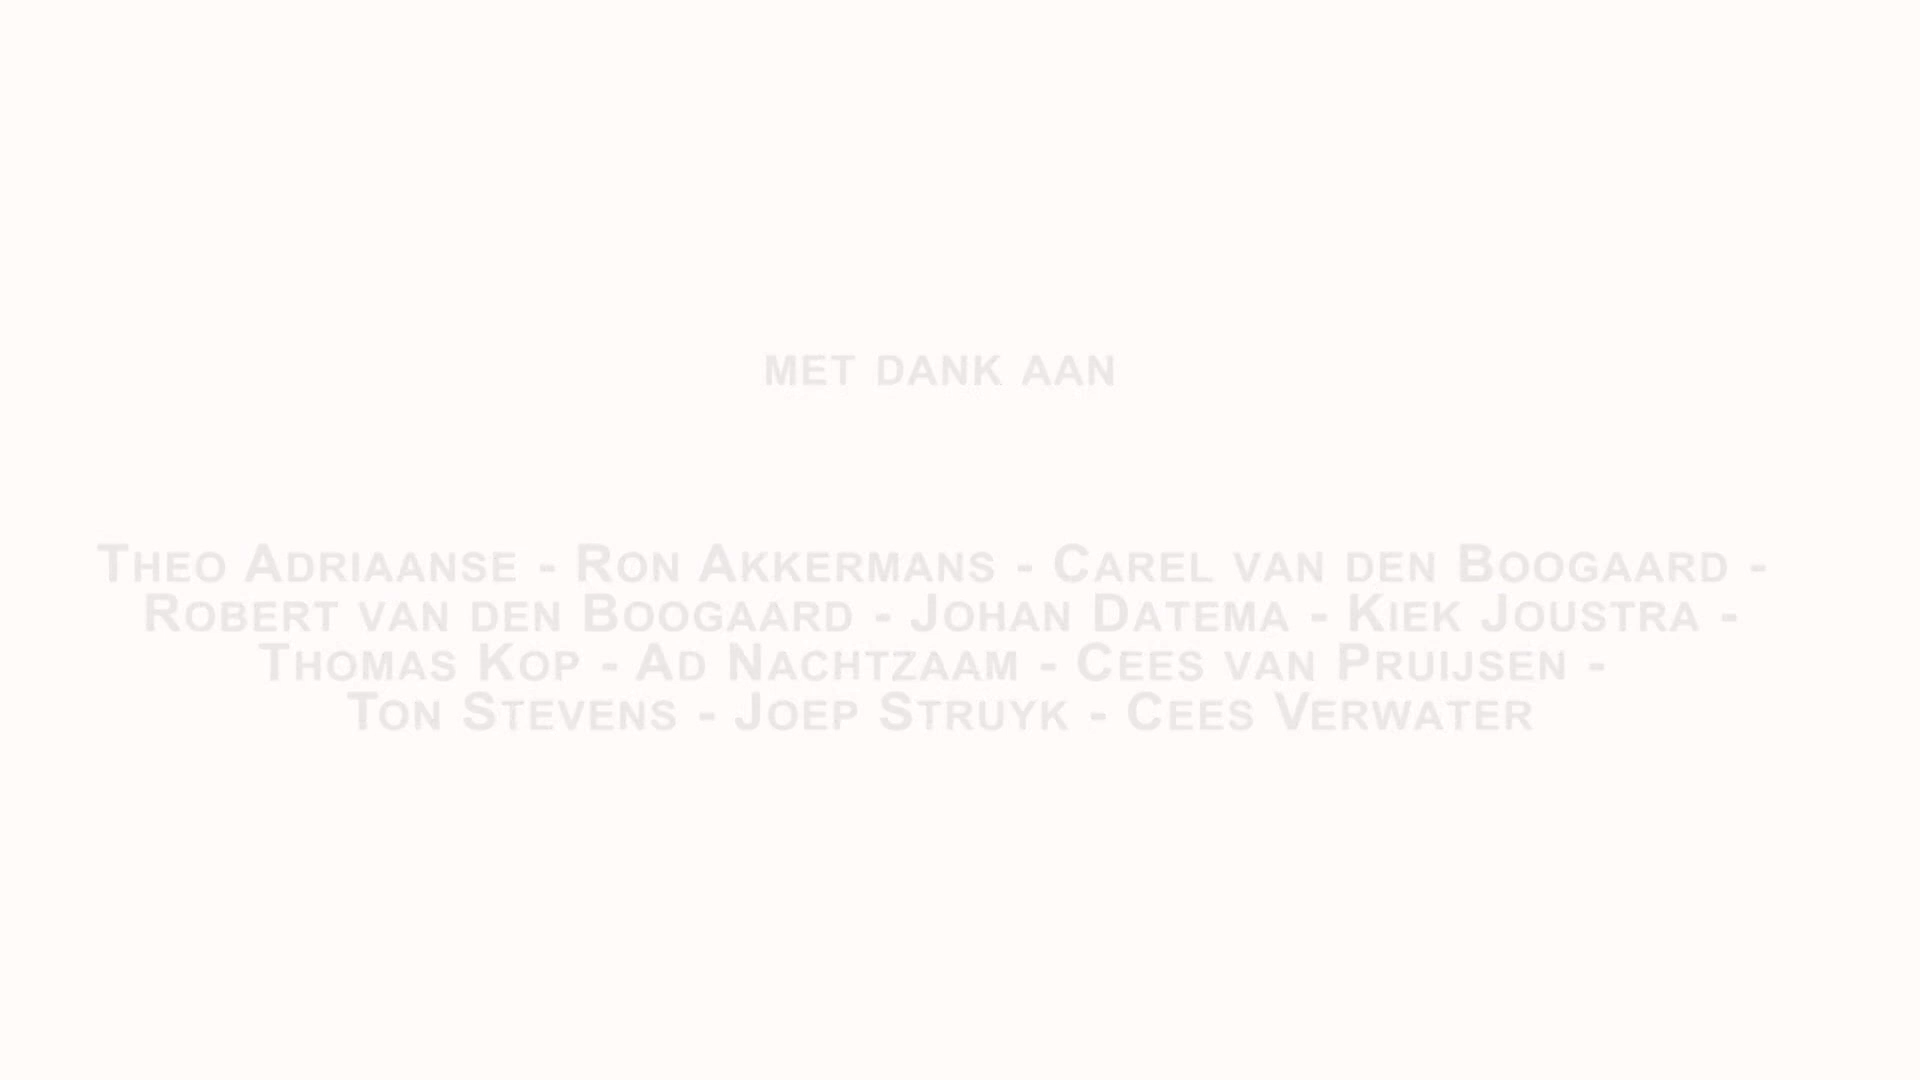 MET DANK AAN
THEO ADRIAANSE - RON AKKERMANS - CAREL VAN DEN BOOGAARD -
ROBERT VAN DEN BOOGAARD - JOHAN DATEMA - KIEK JOUSTRA -
THOMAS KOP - AD NACHTZAAM - CEES VAN PRUIJSEN -
TON STEVENS - JOEP STRUYK - CEES VERWATER